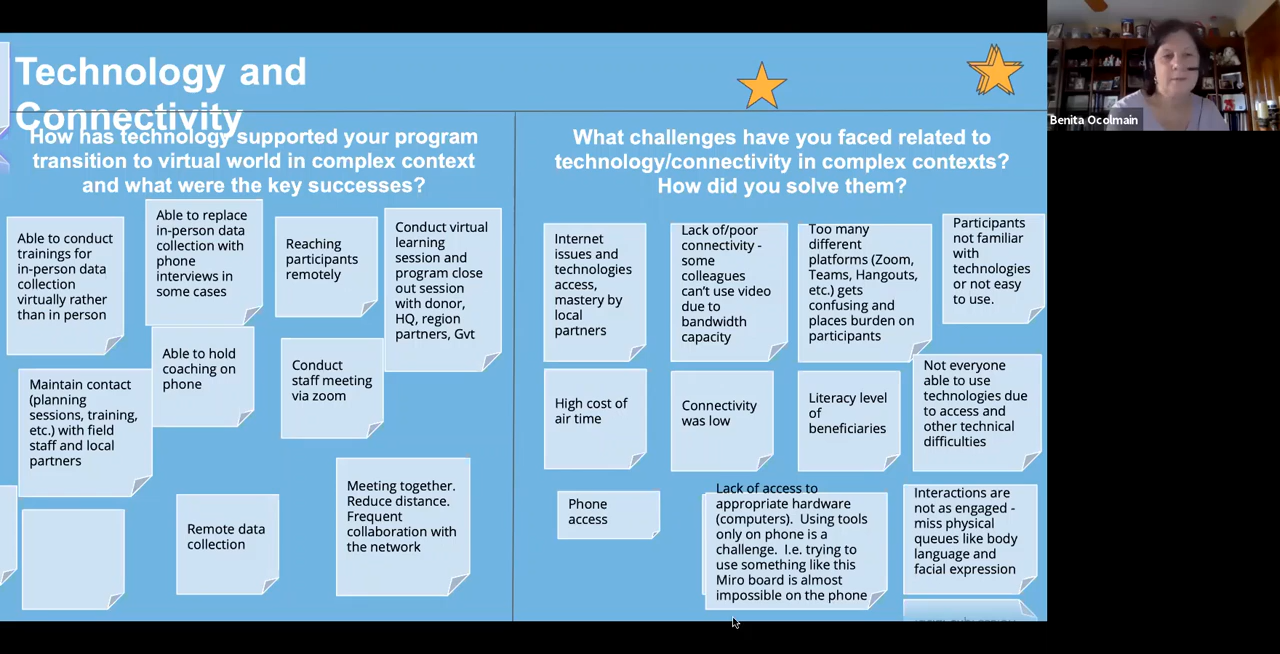 Technology and
Connectivity
How has technology supported your program
transition to virtual world in complex context
and what were the key successes?
Able to conduct
trainings for
in-person data
collection
virtually rather
than in person
Able to replace
in-person data
collection with
phone
interviews in
some cases
Reaching
participants
remotely
Conduct virtual
learning
session and
program close
out session
with donor,
HQ, region
partners, Gvt
Maintain contact
(planning
sessions, training,
etc.) with field
staff and local
partners
Able to hold
coaching on
phone
Conduct
staff meeting
via zoom
Remote data
collection
Meeting together.
Reduce distance.
Frequent
collaboration with
the network
What challenges have you faced related to
technology/connectivity in complex contexts?
How did you solve them?
Internet
issues and
technologies
access,
mastery by
local
partners
Lack of/poor
connectivity -
some
colleagues
can't use video
due to
bandwidth
capacity
Too many
different
platforms (Zoom,
Teams, Hangouts,
etc.) gets
confusing and
places burden on
participants
Participants
not familiar
with
technologies
or not easy
to use.
High cost of
air time
Connectivity
was low
Literacy level
of
beneficiaries
Not everyone
able to use
technologies due
to access and
other technical
difficulties
Phone
access
Lack of access to
appropriate hardware
(computers). Using tools
only on phone is a
challenge. I.e. trying to
use something like this
Miro board is almost
impossible on the phone
Interactions are
not as engaged -
miss physical
queues like body
language and
facial expression
Benita Ocolmain